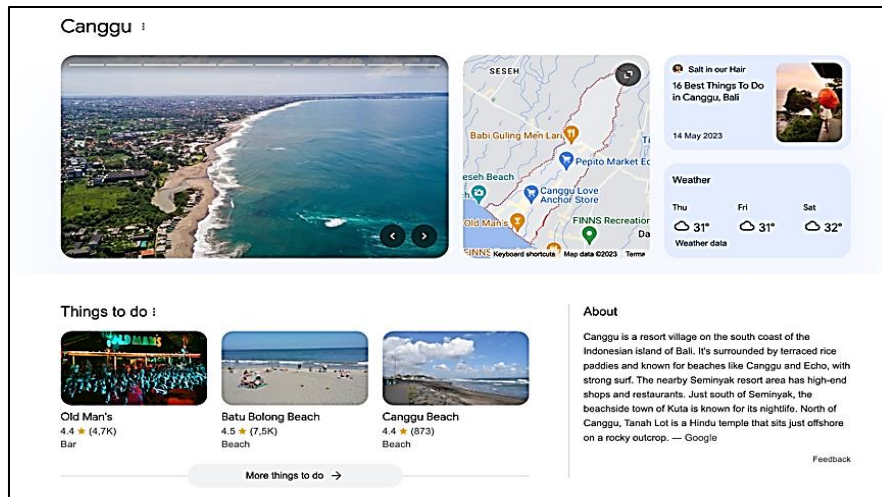 Canggu
SESEH
Babi Guling Men Lari
Pepito Market Ec
eseh Beach
Canggu Love
Anchor Store
Old Man's
FINNS Recreation
Da
FINNS
Keyboard shortcuts Map data ©2023 Terms
Salt in our Hair
16 Best Things To Do
in Canggu, Bali
14 May 2023
Weather
Thu Fri Sat
31° 31° 32°
Weather data
Things to do
OLD MAN'S
Old Man's
4.4 ★ (4,7K)
Bar
Batu Bolong Beach
4.5 ★ (7,5K)
Beach
Canggu Beach
4.4 ★ (873)
Beach
More things to do →
About
Canggu is a resort village on the south coast of the
Indonesian island of Bali. It's surrounded by terraced rice
paddies and known for beaches like Canggu and Echo, with
strong surf. The nearby Seminyak resort area has high-end
shops and restaurants. Just south of Seminyak, the
beachside town of Kuta is known for its nightlife. North of
Canggu, Tanah Lot is a Hindu temple that sits just offshore
on a rocky outcrop. — Google
Feedback